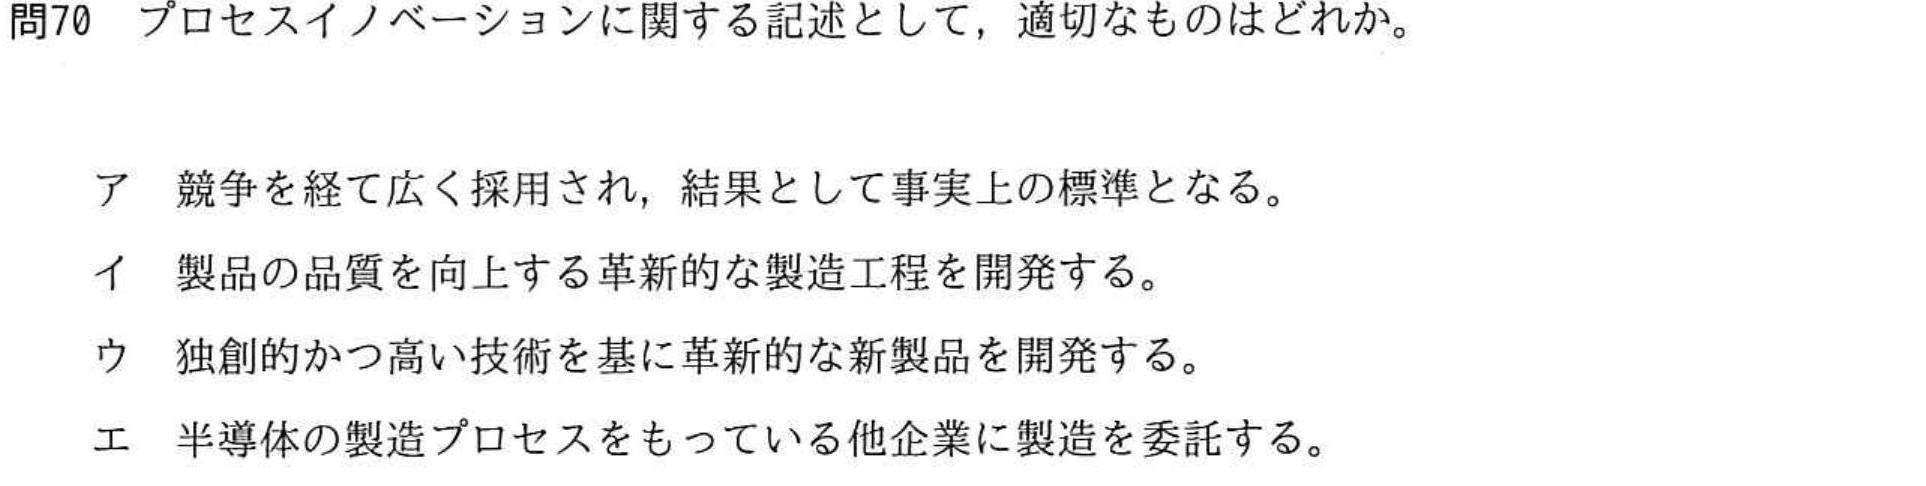 問70　プロセスイノベーションに関する記述として，適切なものはどれか。
ア　競争を経て広く採用され，結果として事実上の標準となる。
イ　製品の品質を向上する革新的な製造工程を開発する。
ウ　独創的かつ高い技術を基に革新的な新製品を開発する。
エ　半導体の製造プロセスをもっている他企業に製造を委託する。